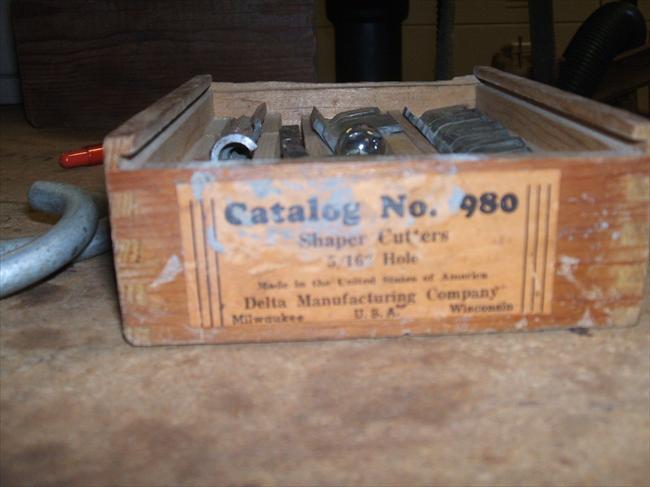 Catalog No. 980
Shaper Cutters
5/16" Hole
Made in the United States of America
Delta Manufacturing Company
Milwaukee U.S.A. Wisconsin